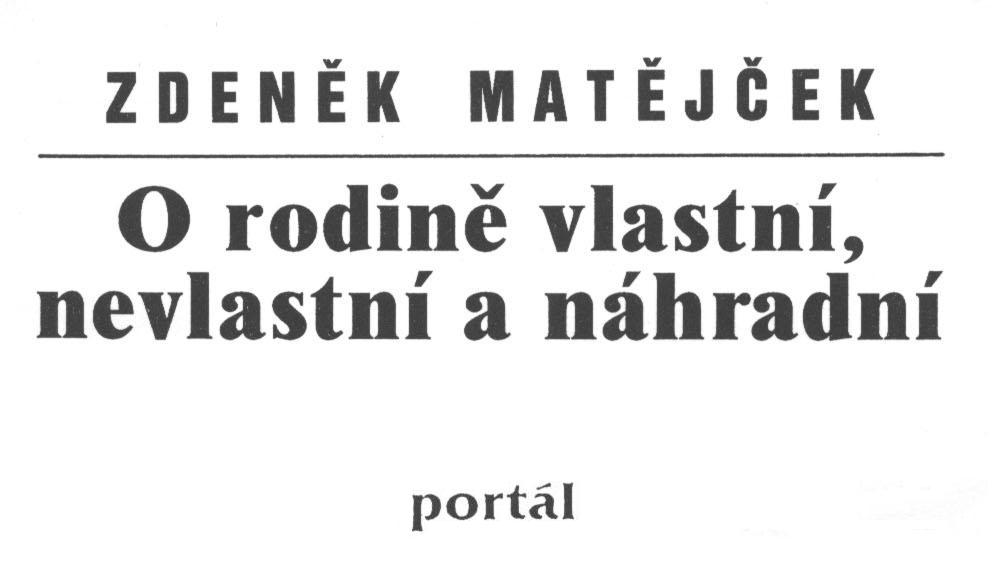 ZDENĚK MATĚJČEK
O rodině vlastní,
nevlastní a náhradní
portál